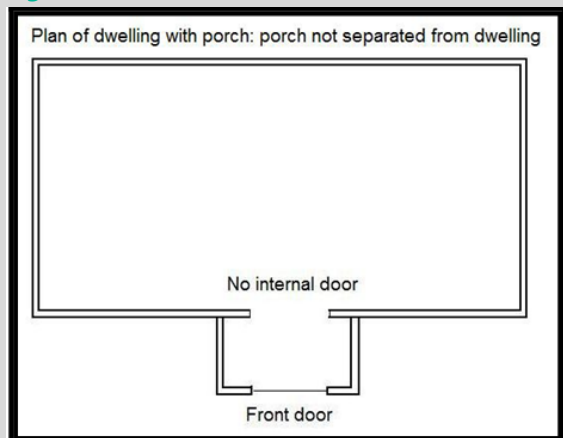 Plan of dwelling with porch: porch not separated from dwelling
No internal door
Front door